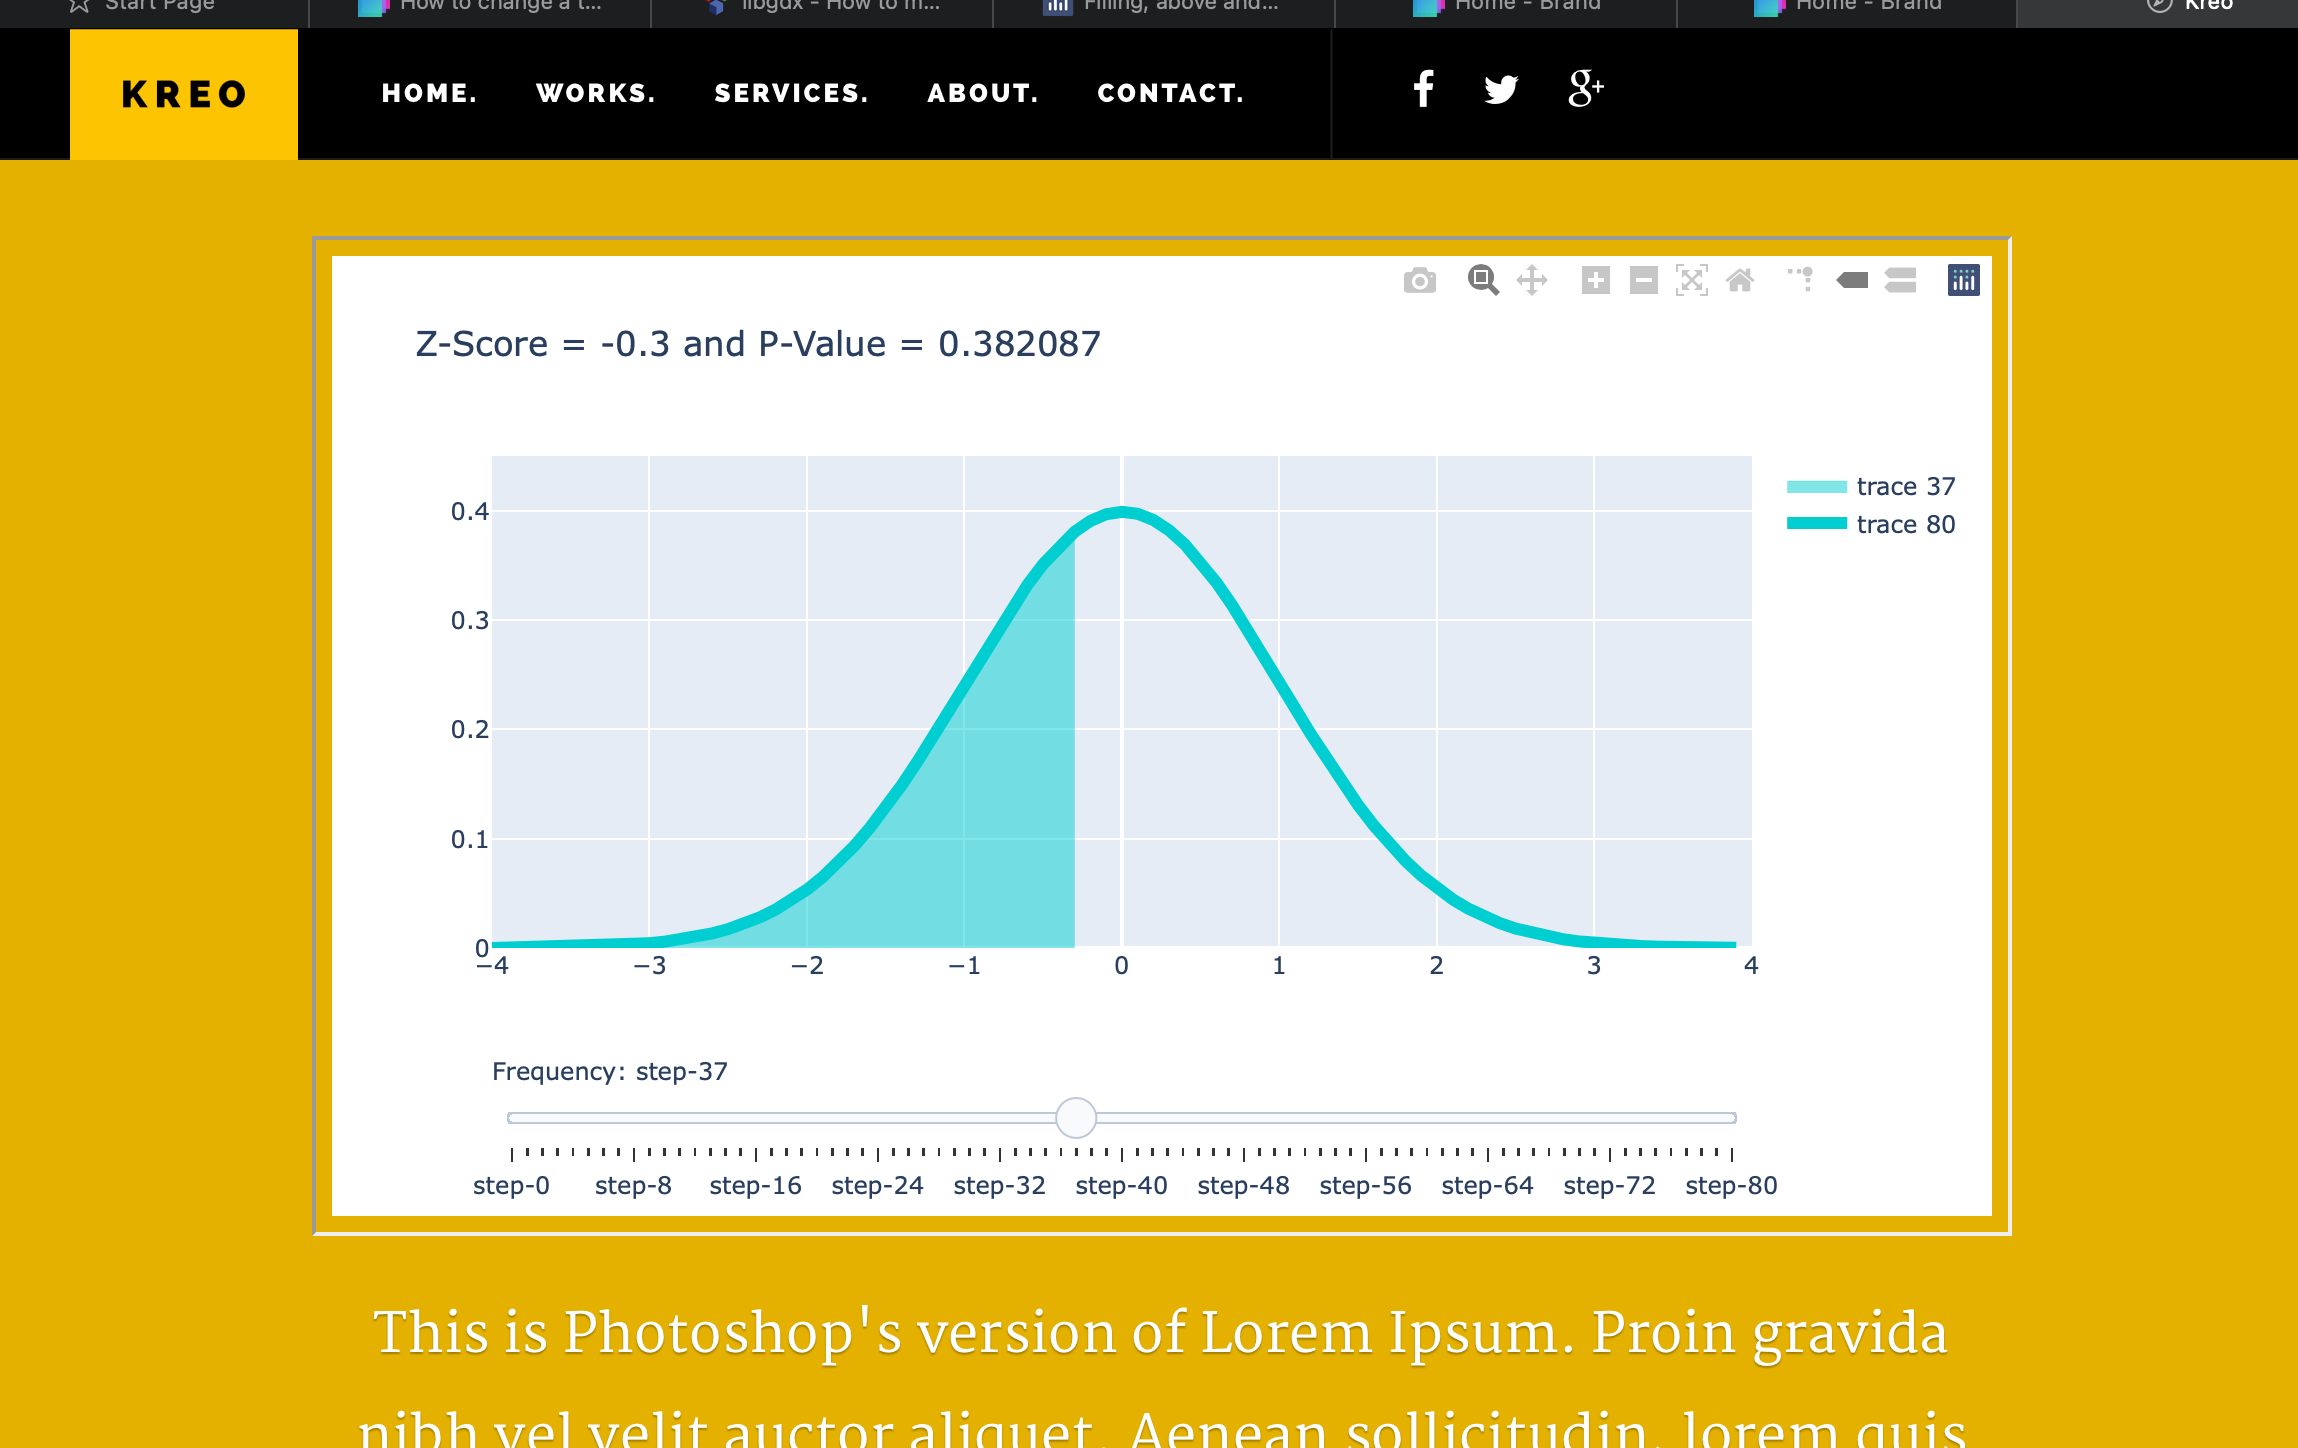 Start Page
How to change a t...
libgdx - How to m...
Filling, above and...
Home - Brand
Home - Brand
Kreo
KREO
HOME. WORKS. SERVICES. ABOUT. CONTACT.
Z-Score = -0.3 and P-Value = 0.382087
trace 37
trace 80
0.4
0.3
0.2
0.1
0
−4 −3 −2 −1 0 1 2 3 4
Frequency: step-37
step-0 step-8 step-16 step-24 step-32 step-40 step-48 step-56 step-64 step-72 step-80
This is Photoshop's version of Lorem Ipsum. Proin gravida
nibh vel velit auctor aliquet. Aenean sollicitudin, lorem quis